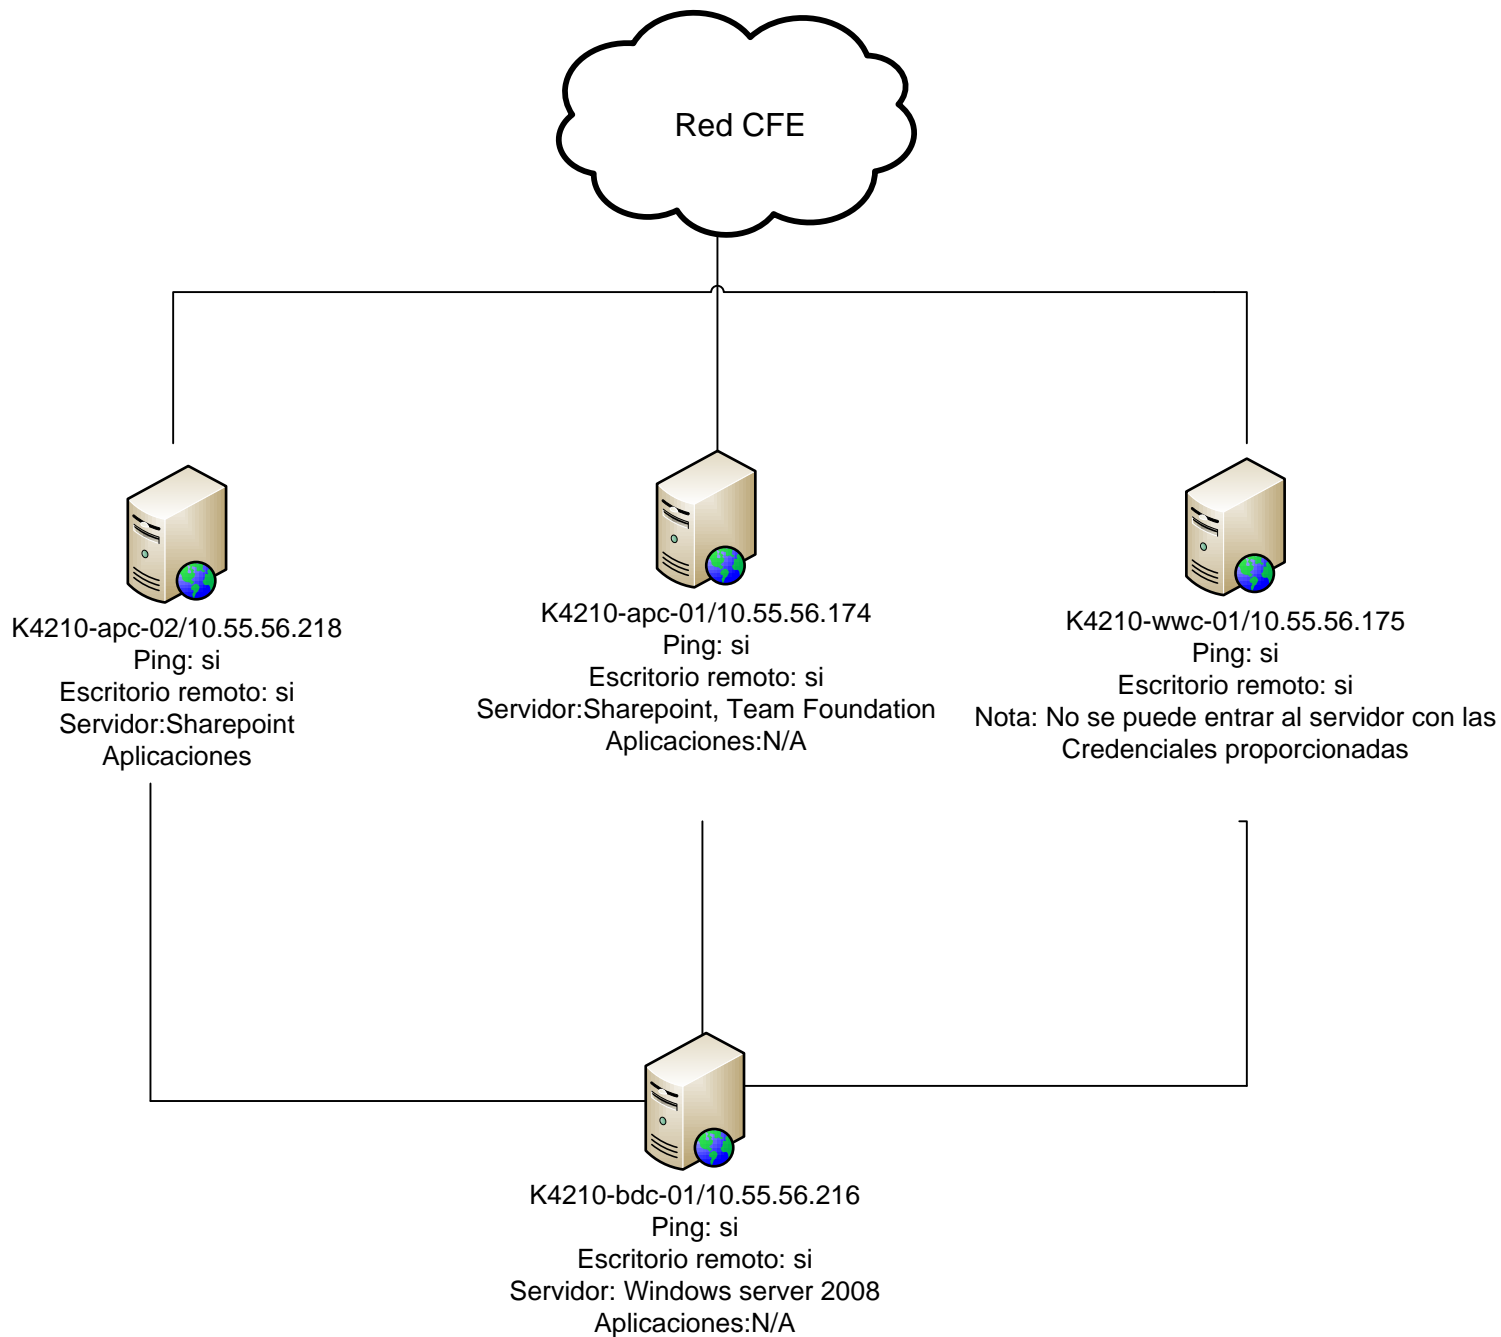 Red CFE
K4210-apc-02/10.55.56.218
Ping: si
Escritorio remoto: si
Servidor:Sharepoint
Aplicaciones
K4210-apc-01/10.55.56.174
Ping: si
Escritorio remoto: si
Servidor:Sharepoint, Team Foundation
Aplicaciones:N/A
K4210-wwc-01/10.55.56.175
Ping: si
Escritorio remoto: si
Nota: No se puede entrar al servidor con las
Credenciales proporcionadas
K4210-bdc-01/10.55.56.216
Ping: si
Escritorio remoto: si
Servidor: Windows server 2008
Aplicaciones:N/A